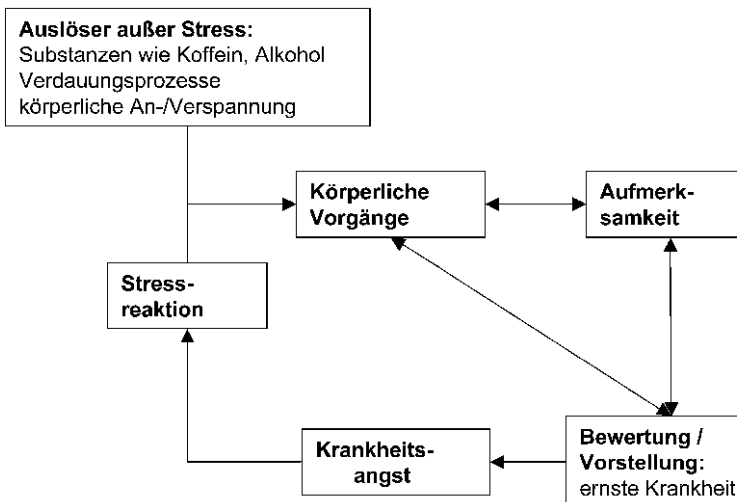 Auslöser außer Stress:
Substanzen wie Koffein, Alkohol
Verdauungsprozesse
körperliche An-/Verspannung
Körperliche
Vorgänge
Aufmerk-
samkeit
Stress-
reaktion
Krankheits-
angst
Bewertung /
Vorstellung:
ernste Krankheit